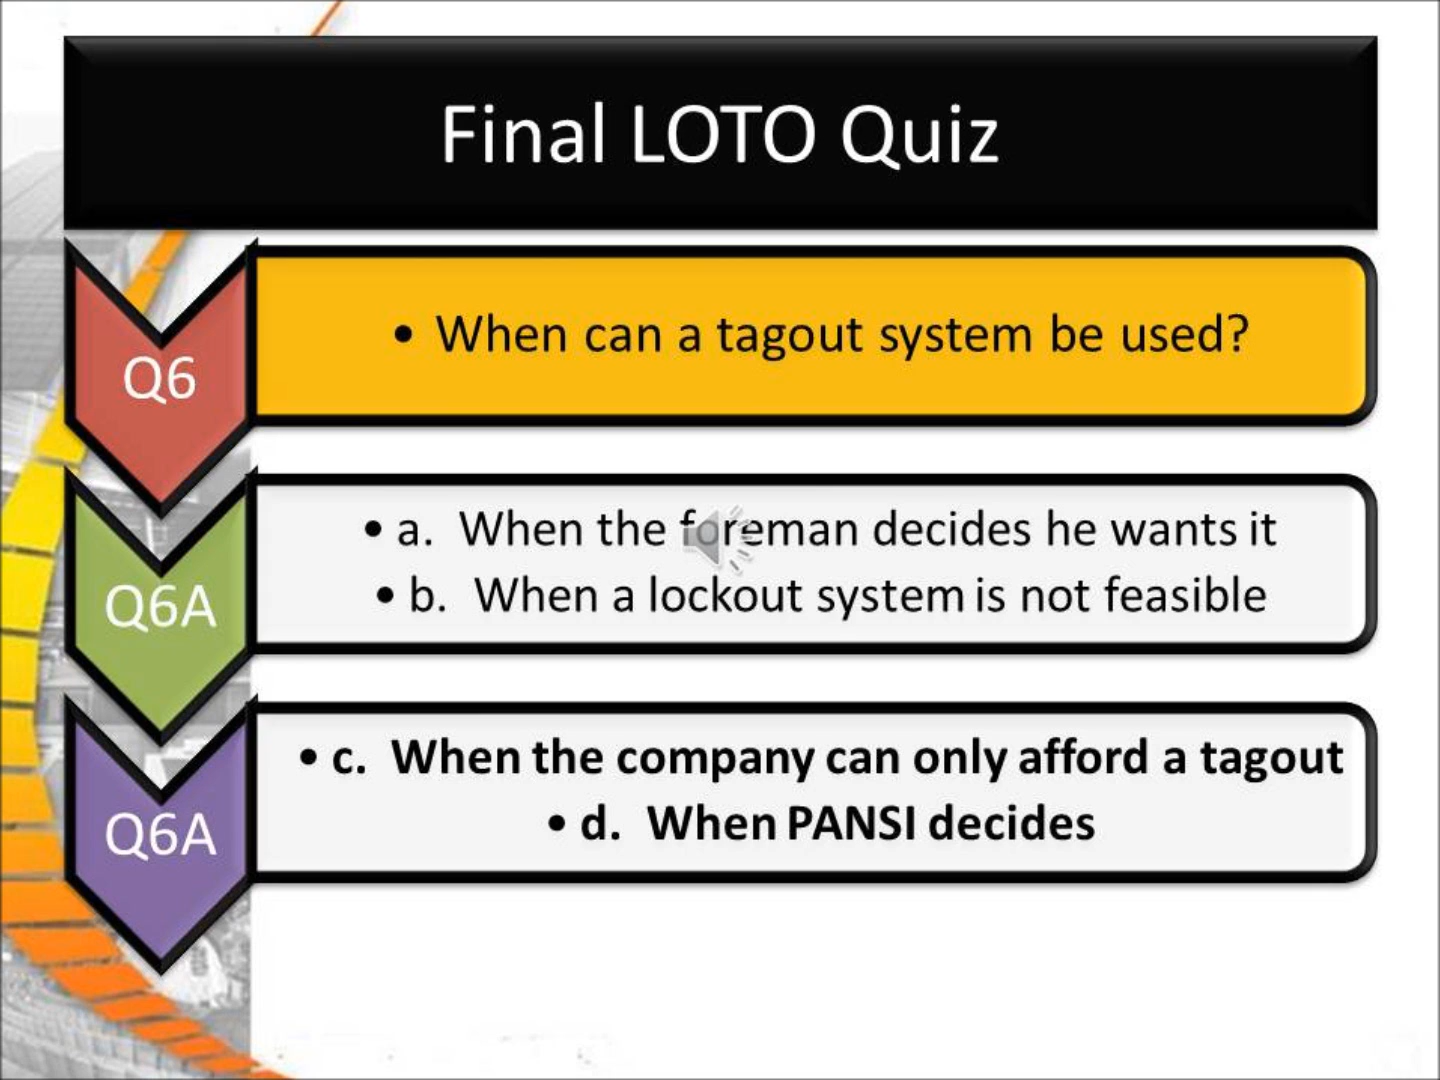 Final LOTO Quiz
Q6
• When can a tagout system be used?
Q6A
• a. When the foreman decides he wants it
• b. When a lockout system is not feasible
Q6A
• c. When the company can only afford a tagout
• d. When PANSI decides